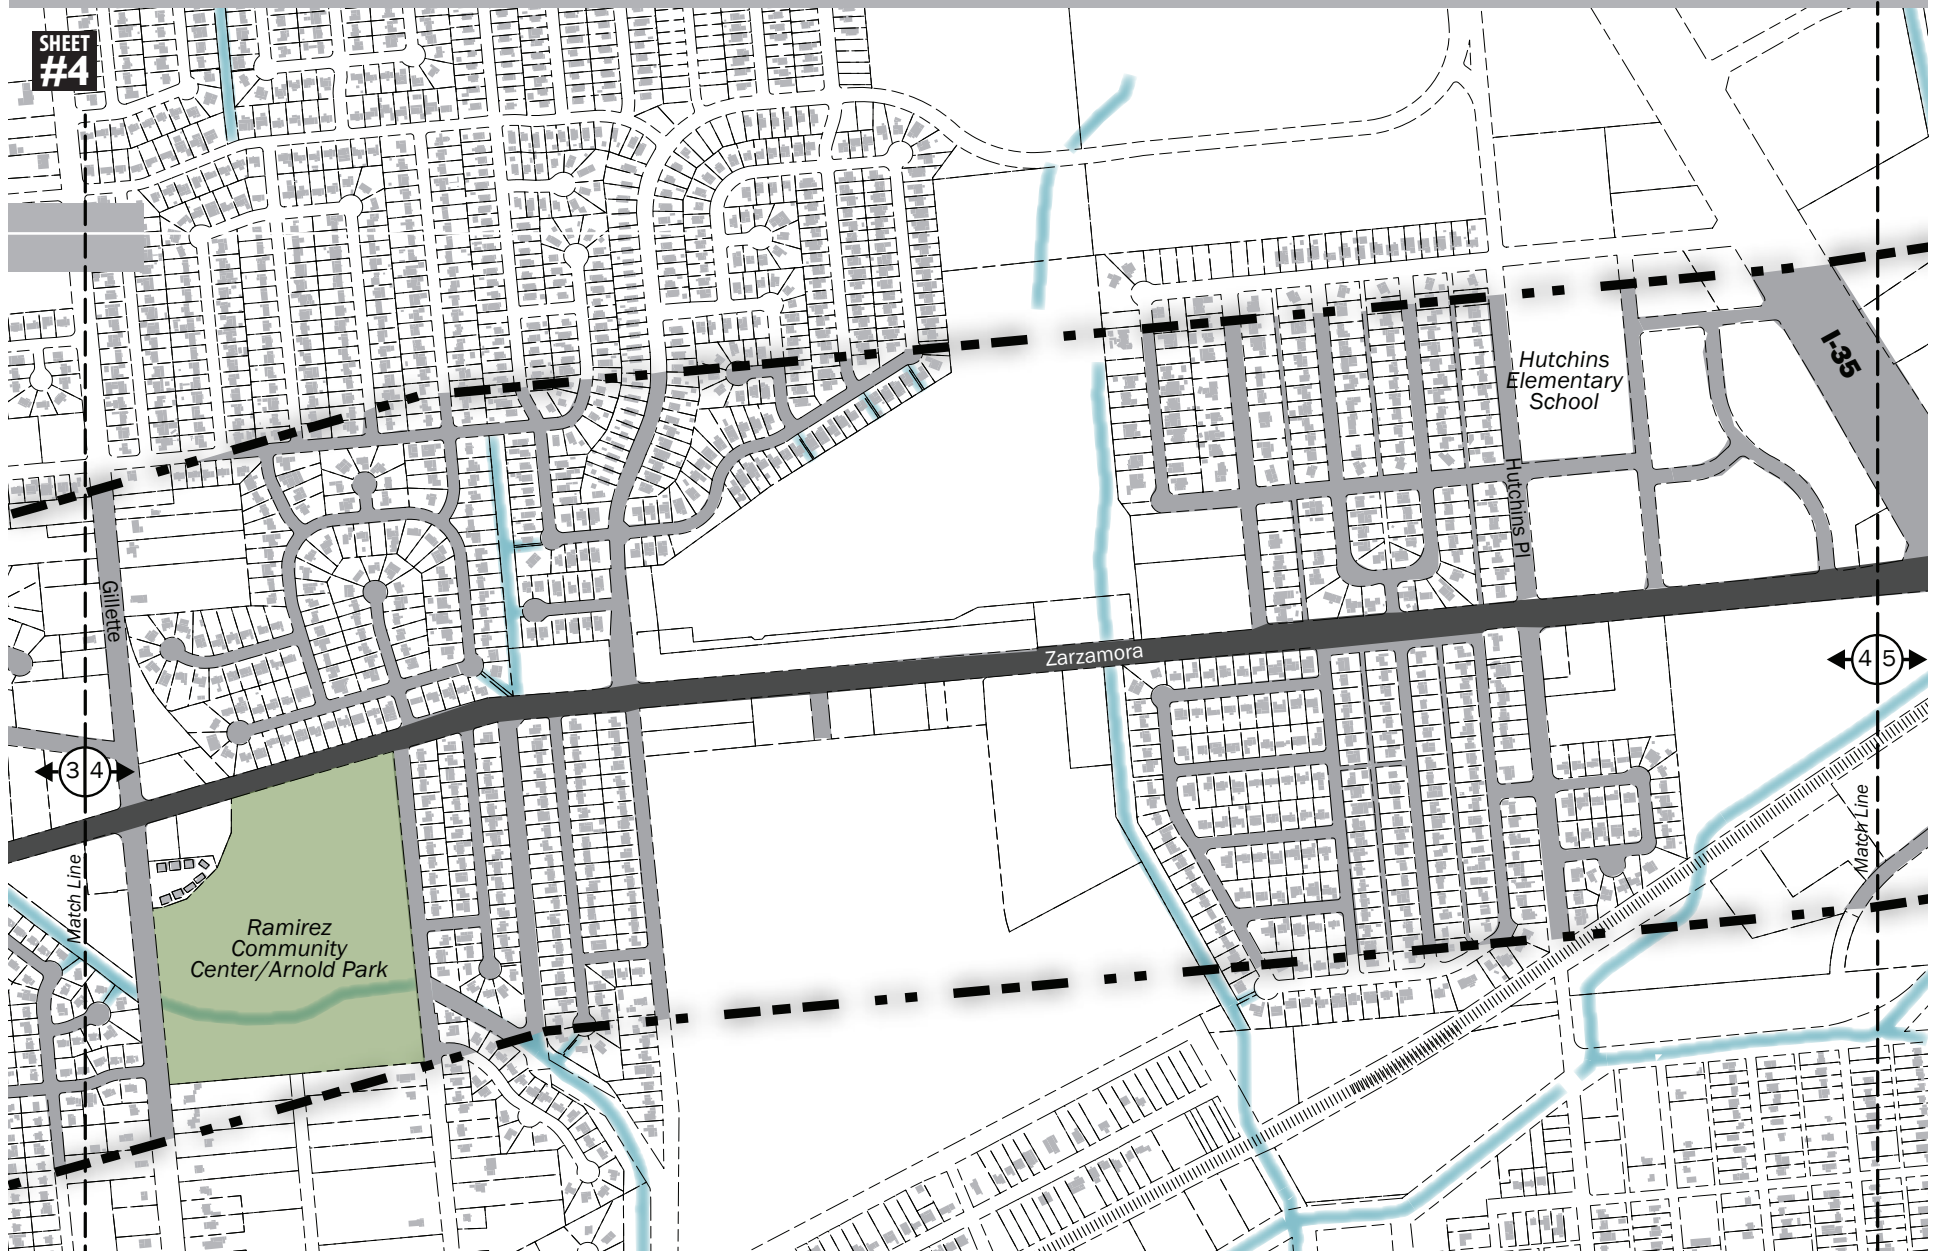 SHEET
#4
I-35
Hutchins
Elementary
School
Hutchins Pl
Gillette
Zarzamora
4 5
3 4
Match Line
Match Line
Ramirez
Community
Center/Arnold Park